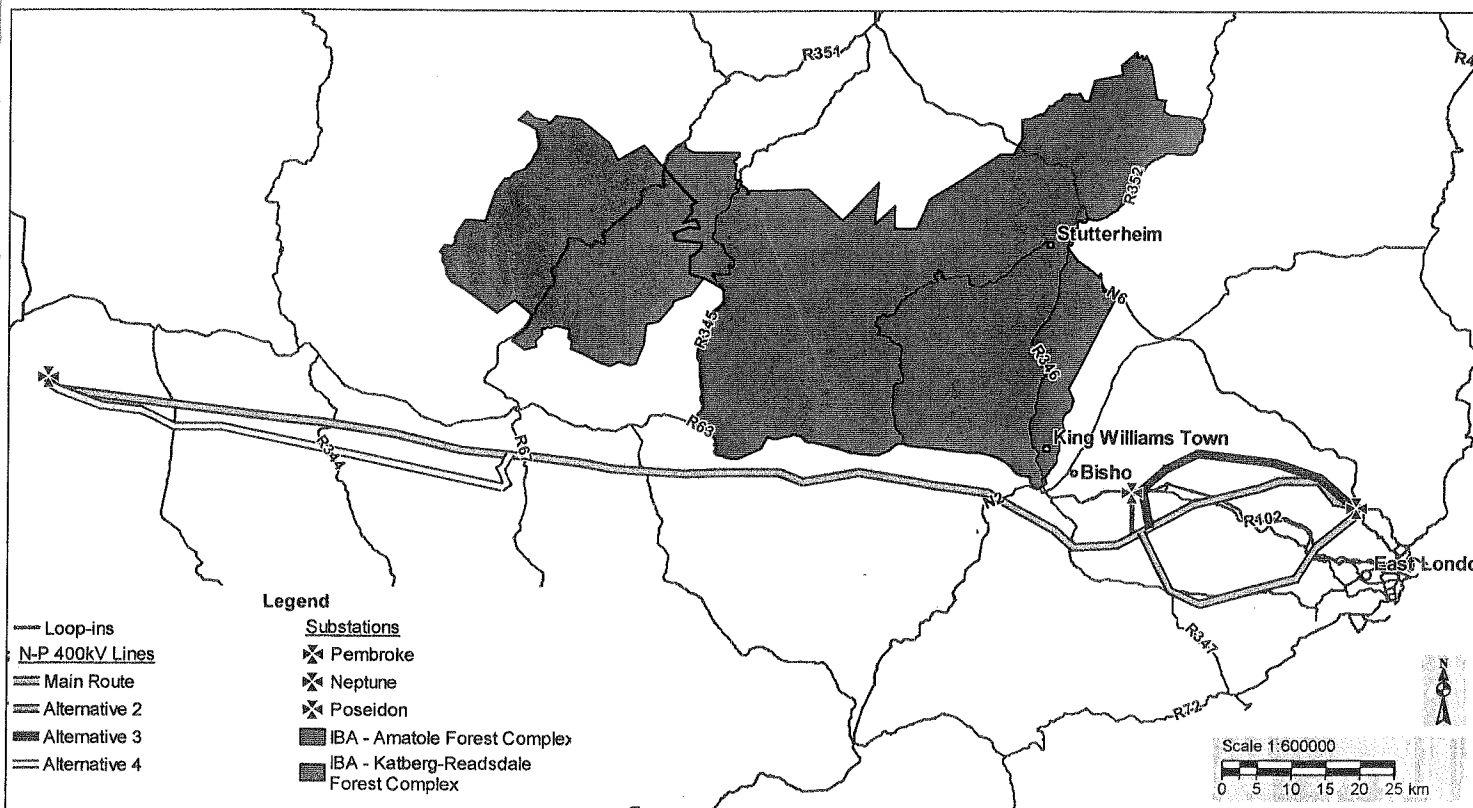 R351
R4
R352
Stutterheim
N6
R345
R346
R63
R344
R67
King Williams Town
Bisho
N2
R102
East Londo
R347
R72
Legend
Loop-ins
N-P 400kV Lines
Main Route
Alternative 2
Alternative 3
Alternative 4
Substations
Pembroke
Neptune
Poseidon
IBA - Amatole Forest Complex
IBA - Katberg-Readsdale
Forest Complex
N
Scale 1:600000
0 5 10 15 20 25 km